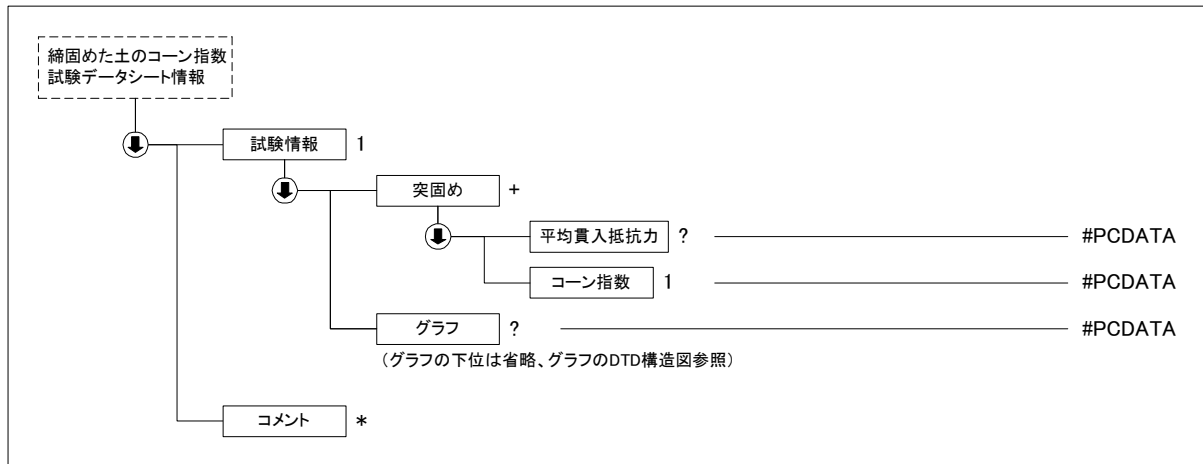 締固めた土のコーン指数
試験データシート情報
試験情報 1
突固め +
平均貫入抵抗力 ? #PCDATA
コーン指数 1 #PCDATA
グラフ ? #PCDATA
（グラフの下位は省略、グラフのDTD構造図参照）
コメント *